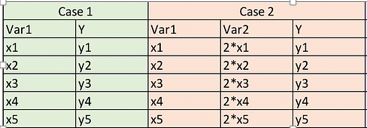 Case 1 Case 2
Var1 Y Var1 Var2 Y
x1 y1 x1 2*x1 y1
x2 y2 x2 2*x2 y2
x3 y3 x3 2*x3 y3
x4 y4 x4 2*x4 y4
x5 y5 x5 2*x5 y5